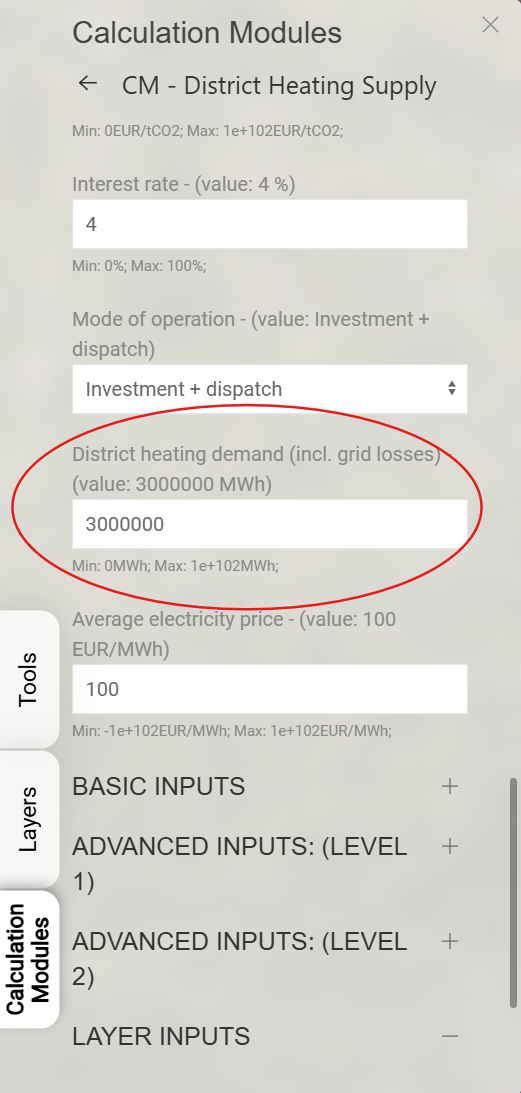 Calculation Modules
CM - District Heating Supply
Min: 0EUR/tCO2; Max: 1e+102EUR/tCO2;
Interest rate - (value: 4 %)
4
Min: 0%; Max: 100%;
Mode of operation - (value: Investment +
dispatch)
Investment + dispatch
District heating demand (incl. grid losses) -
(value: 3000000 MWh)
3000000
Min: 0MWh; Max: 1e+102MWh;
Average electricity price - (value: 100
EUR/MWh)
100
Min: -1e+102EUR/MWh; Max: 1e+102EUR/MWh;
BASIC INPUTS
ADVANCED INPUTS: (LEVEL
1)
ADVANCED INPUTS: (LEVEL
2)
LAYER INPUTS
Tools
Layers
Calculation
Modules